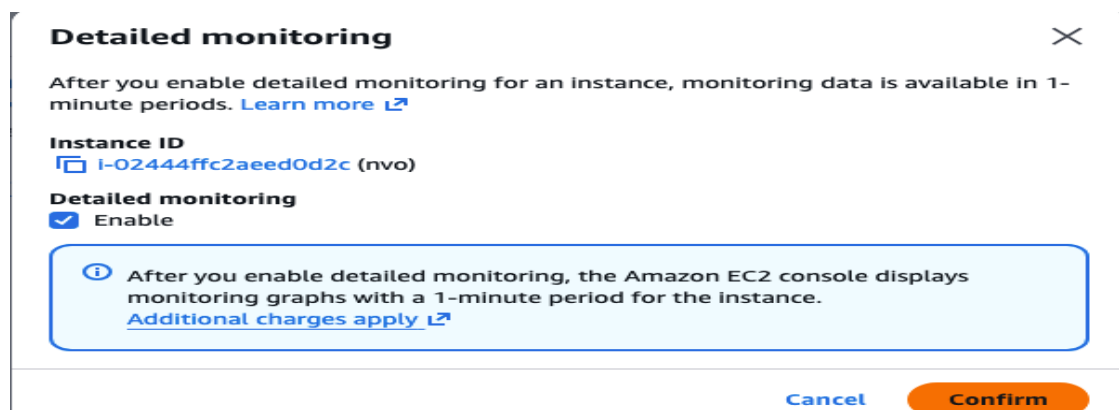 Detailed monitoring
After you enable detailed monitoring for an instance, monitoring data is available in 1-
minute periods. Learn more
Instance ID
i-02444ffc2aeed0d2c (nvo)
Detailed monitoring
Enable
After you enable detailed monitoring, the Amazon EC2 console displays
monitoring graphs with a 1-minute period for the instance.
Additional charges apply
Cancel Confirm